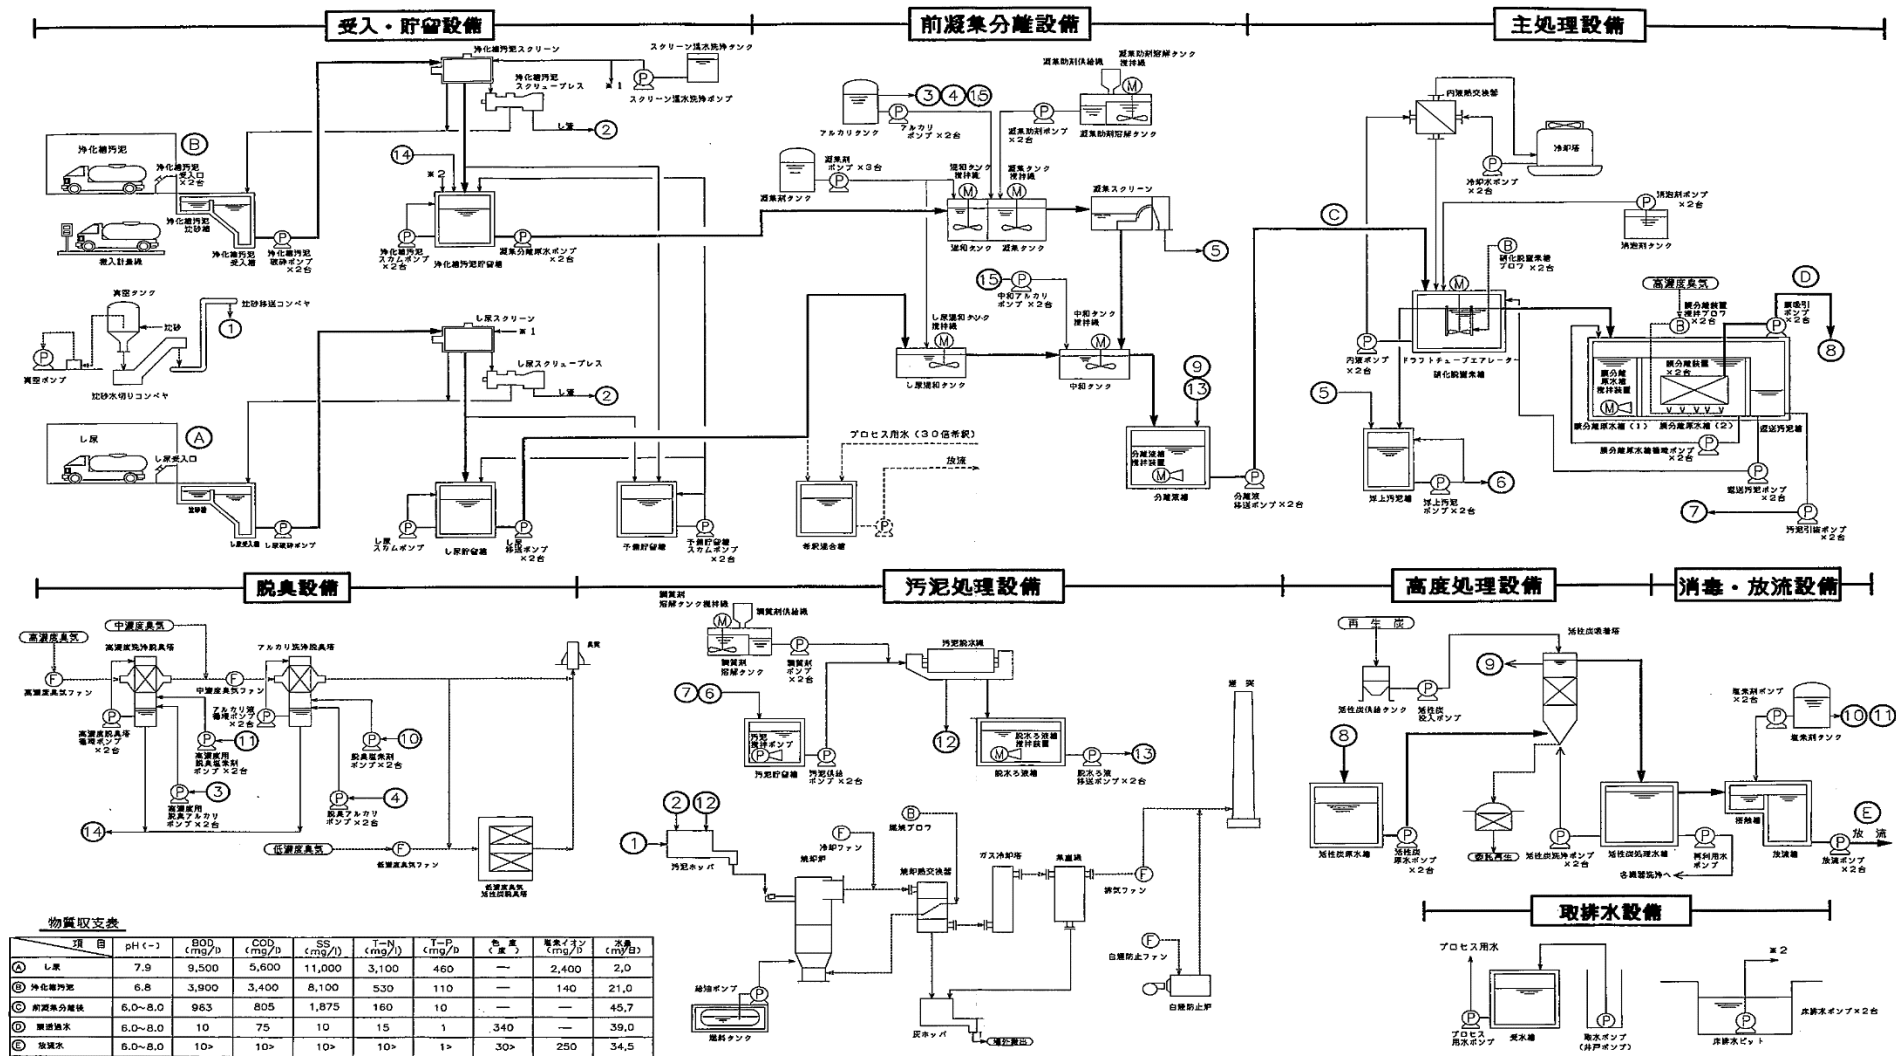 受入・貯留設備
前凝集分離設備
主処理設備
浄化槽汚泥スクリーン
スクリーン温水洗浄タンク
浄化槽汚泥
スクリュープレス
※1
スクリーン温水洗浄ポンプ
し渣
②
浄化槽汚泥
Ⓑ
浄化槽汚泥
受入口
×2台
浄化槽汚泥
沈砂槽
搬入計量機
浄化槽汚泥
受入槽
浄化槽汚泥
破砕ポンプ
×2台
⑭
※2
浄化槽汚泥
スカムポンプ
×2台
浄化槽汚泥貯留槽
凝集分離原水ポンプ
×2台
真空タンク
沈砂移送コンベヤ
①
沈砂
真空ポンプ
沈砂水切りコンベヤ
し尿スクリーン
※1
し尿スクリュープレス
し渣
②
し尿
Ⓐ
し尿受入口
沈砂槽
し尿受入槽
し尿破砕ポンプ
し尿
スカムポンプ
し尿貯留槽
し尿
移送ポンプ
×2台
予備貯留槽
予備貯留槽
スカムポンプ
×2台
アルカリタンク
③④⑮
アルカリ
ポンプ×2台
凝集助剤供給機
凝集助剤溶解タンク
撹拌機
凝集助剤ポンプ
×2台
凝集助剤溶解タンク
凝集剤タンク
凝集剤
ポンプ×3台
混和タンク
撹拌機
凝集タンク
撹拌機
混和タンク
凝集タンク
凝集スクリーン
⑤
⑮
中和アルカリ
ポンプ×2台
し尿混和タンク
撹拌機
し尿混和タンク
中和タンク
撹拌機
中和タンク
⑨
⑬
プロセス用水(30倍希釈)
放流
希釈混合槽
分離液槽
撹拌装置
分離液槽
分離液
移送ポンプ×2台
Ⓒ
内液熱交換器
冷却塔
冷却水ポンプ
×2台
消泡剤ポンプ
×2台
消泡剤タンク
硝化脱窒素槽
ブロワ×2台
高濃度臭気
Ⓓ
膜分離装置
撹拌ブロワ
×2台
膜吸引
ポンプ
×2台
⑧
内液ポンプ
×2台
ドラフトチューブエアレーター
硝化脱窒素槽
膜分離
原水槽
撹拌装置
膜分離装置
×2台
膜分離原水槽(1)
膜分離原水槽(2)
返送汚泥槽
膜分離原水槽循環ポンプ
×2台
⑤
浮上汚泥槽
浮上汚泥
ポンプ×2台
⑥
返送汚泥ポンプ
×2台
⑦
汚泥引抜ポンプ
×2台
脱臭設備
汚泥処理設備
高度処理設備
消毒・放流設備
高濃度臭気
中濃度臭気
高濃度洗浄脱臭塔
アルカリ洗浄脱臭塔
臭突
高濃度臭気ファン
中濃度臭気ファン
アルカリ液
循環ポンプ
×2台
高濃度脱臭塔
循環ポンプ
×2台
⑪
高濃度用
脱臭塩素剤
ポンプ×2台
⑩
脱臭塩素剤
ポンプ×2台
③
高濃度用
脱臭アルカリ
ポンプ×2台
④
脱臭アルカリ
ポンプ×2台
⑭
低濃度臭気
低濃度臭気ファン
低濃度臭気
活性炭脱臭塔
調質剤
溶解タンク撹拌機
調質剤供給機
調質剤
溶解タンク
調質剤
ポンプ
×2台
汚泥脱水機
⑦⑥
汚泥
撹拌ポンプ
汚泥貯留槽
汚泥供給
ポンプ×2台
⑫
脱水ろ液槽
撹拌装置
脱水ろ液槽
脱水ろ液
移送ポンプ×2台
⑬
煙突
②
⑫
①
汚泥ホッパ
冷却ファン
燃焼ブロワ
焼却炉
焼却熱交換器
ガス冷却塔
集塵機
排気ファン
白煙防止ファン
給油ポンプ
燃料タンク
灰ホッパ
場外搬出
白煙防止炉
再生炭
活性炭吸着塔
活性炭供給タンク
活性炭
投入ポンプ
⑨
⑧
活性炭原水槽
活性炭
原水ポンプ
×2台
委託再生
活性炭洗浄ポンプ
×2台
活性炭処理水槽
再利用水
ポンプ
各機器洗浄へ
塩素剤ポンプ
×2台
塩素剤タンク
⑩⑪
接触槽
放流槽
Ⓔ
放流
放流ポンプ
×2台
取排水設備
プロセス用水
プロセス
用水ポンプ
受水槽
取水ポンプ
(井戸ポンプ)
※2
床排水ポンプ×2台
床排水ピット
物質収支表
項目 pH(-) BOD(mg/l) COD(mg/l) SS(mg/l) T-N(mg/l) T-P(mg/l) 色度(度) 塩素イオン(mg/l) 水量(m³/日)
Ⓐ し尿 7.9 9,500 5,600 11,000 3,100 460 — 2,400 2,0
Ⓑ 浄化槽汚泥 6.8 3,900 3,400 8,100 530 110 — 140 21,0
Ⓒ 前凝集分離後 6.0~8.0 963 805 1,875 160 10 — — 45,7
Ⓓ 膜透過水 6.0~8.0 10 75 10 15 1 340 — 39,0
Ⓔ 放流水 6.0~8.0 10> 10> 10> 10> 1> 30> 250 34,5